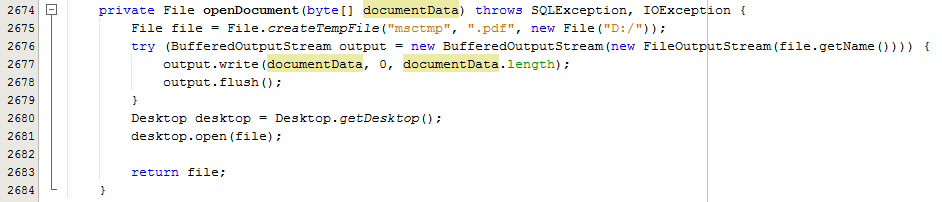 2674 private File openDocument(byte[] documentData) throws SQLException, IOException {
2675 File file = File.createTempFile("msctmp", ".pdf", new File("D:/"));
2676 try (BufferedOutputStream output = new BufferedOutputStream(new FileOutputStream(file.getName()))) {
2677 output.write(documentData, 0, documentData.length);
2678 output.flush();
2679 }
2680 Desktop desktop = Desktop.getDesktop();
2681 desktop.open(file);
2682
2683 return file;
2684 }